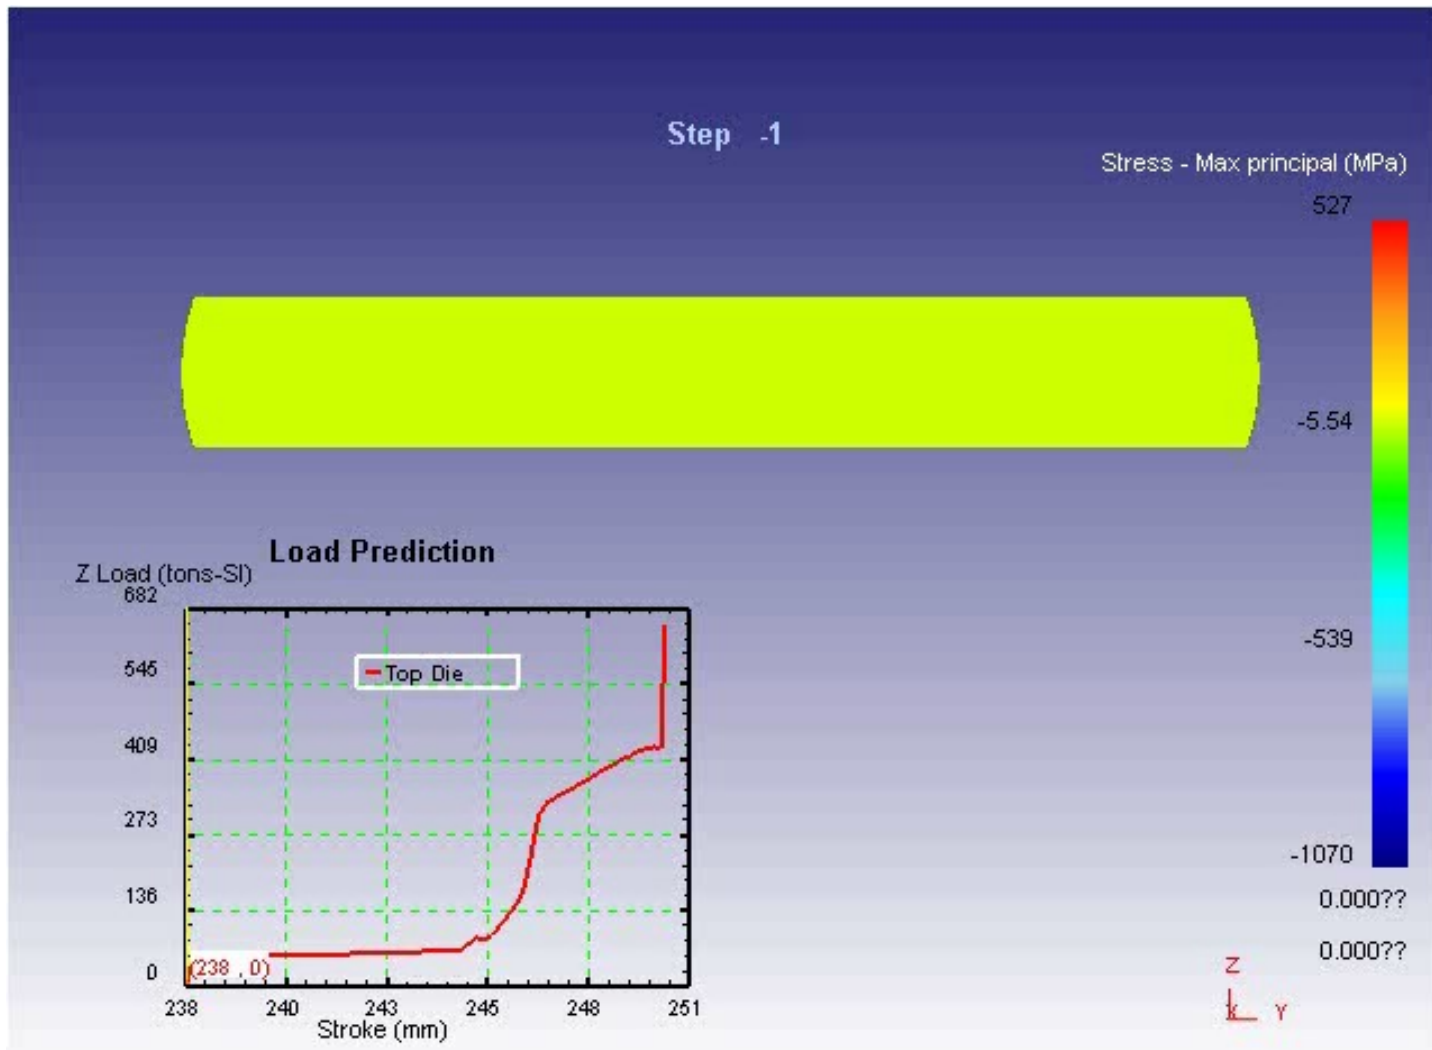 Step -1
Stress - Max principal (MPa)
527
-5.54
-539
-1070
0.000??
0.000??
Load Prediction
Z Load (tons-SI)
682
545
409
273
136
0
Top Die
(238 , 0)
238 240 243 245 248 251
Stroke (mm)
Z
X Y